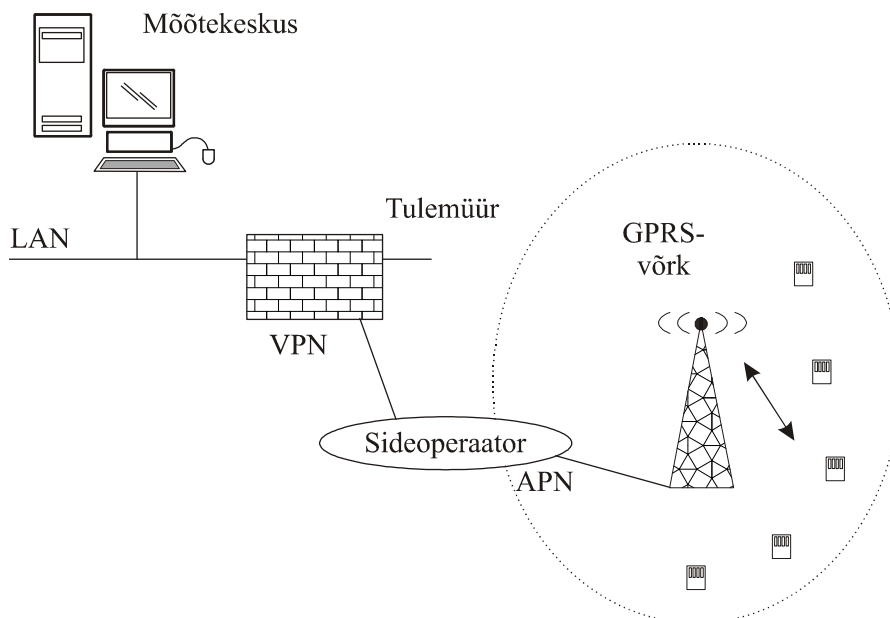 Mõõtekeskus
Tulemüür
LAN
GPRS-
võrk
VPN
Sideoperaator
APN